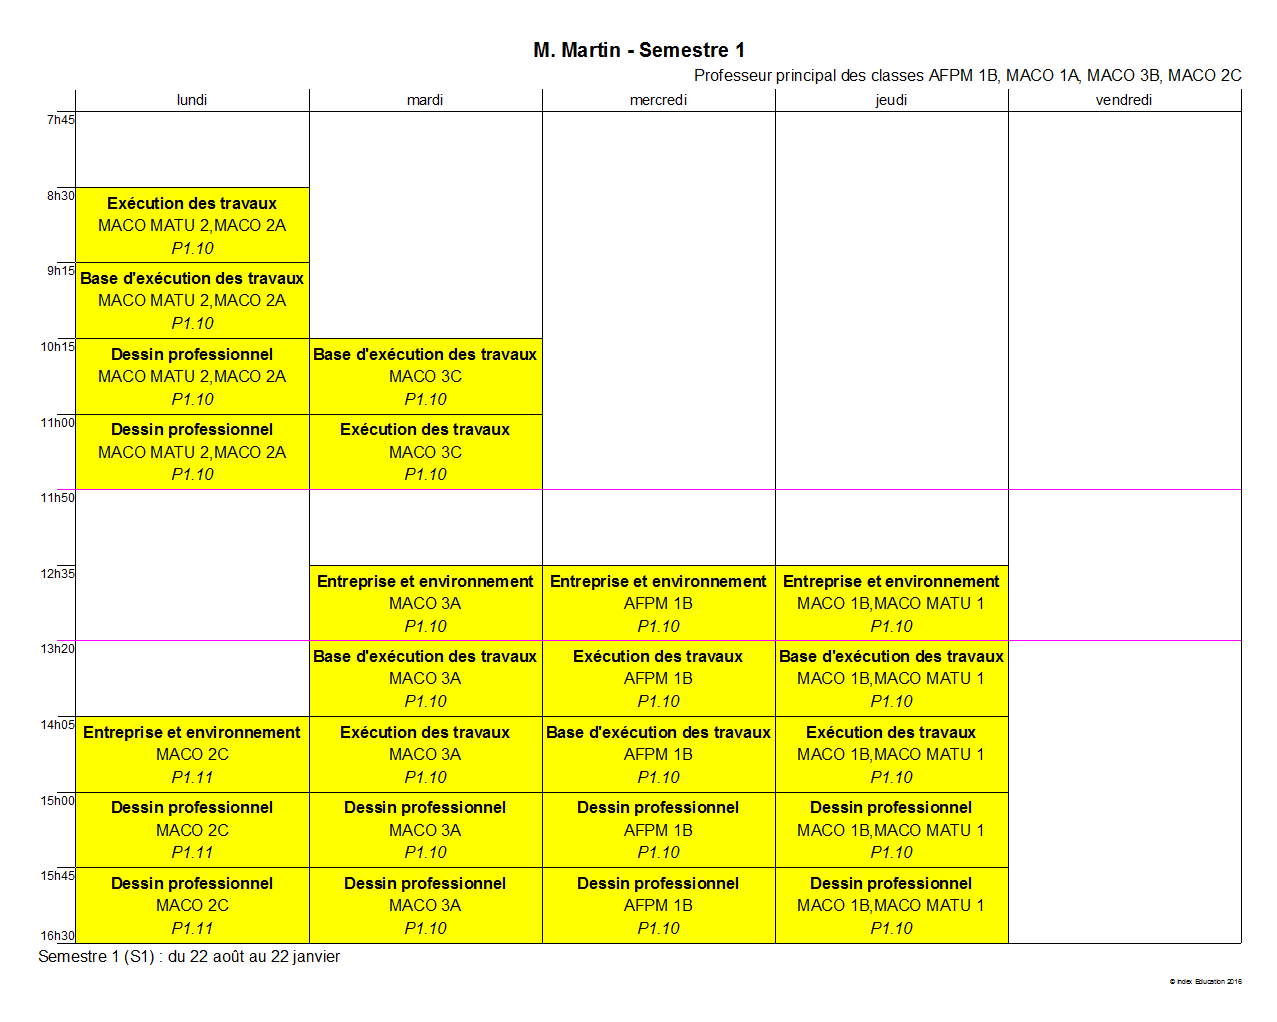 M. Martin - Semestre 1
Professeur principal des classes AFPM 1B, MACO 1A, MACO 3B, MACO 2C
lundi mardi mercredi jeudi vendredi
7h45
8h30
Exécution des travaux
MACO MATU 2,MACO 2A
P1.10
9h15
Base d'exécution des travaux
MACO MATU 2,MACO 2A
P1.10
10h15
Dessin professionnel Base d'exécution des travaux
MACO MATU 2,MACO 2A MACO 3C
P1.10 P1.10
11h00
Dessin professionnel Exécution des travaux
MACO MATU 2,MACO 2A MACO 3C
P1.10 P1.10
11h50
12h35
Entreprise et environnement Entreprise et environnement Entreprise et environnement
MACO 3A AFPM 1B MACO 1B,MACO MATU 1
P1.10 P1.10 P1.10
13h20
Base d'exécution des travaux Exécution des travaux Base d'exécution des travaux
MACO 3A AFPM 1B MACO 1B,MACO MATU 1
P1.10 P1.10 P1.10
14h05
Entreprise et environnement Exécution des travaux Base d'exécution des travaux Exécution des travaux
MACO 2C MACO 3A AFPM 1B MACO 1B,MACO MATU 1
P1.11 P1.10 P1.10 P1.10
15h00
Dessin professionnel Dessin professionnel Dessin professionnel Dessin professionnel
MACO 2C MACO 3A AFPM 1B MACO 1B,MACO MATU 1
P1.11 P1.10 P1.10 P1.10
15h45
Dessin professionnel Dessin professionnel Dessin professionnel Dessin professionnel
MACO 2C MACO 3A AFPM 1B MACO 1B,MACO MATU 1
P1.11 P1.10 P1.10 P1.10
16h30
Semestre 1 (S1) : du 22 août au 22 janvier
© Index Education 2016